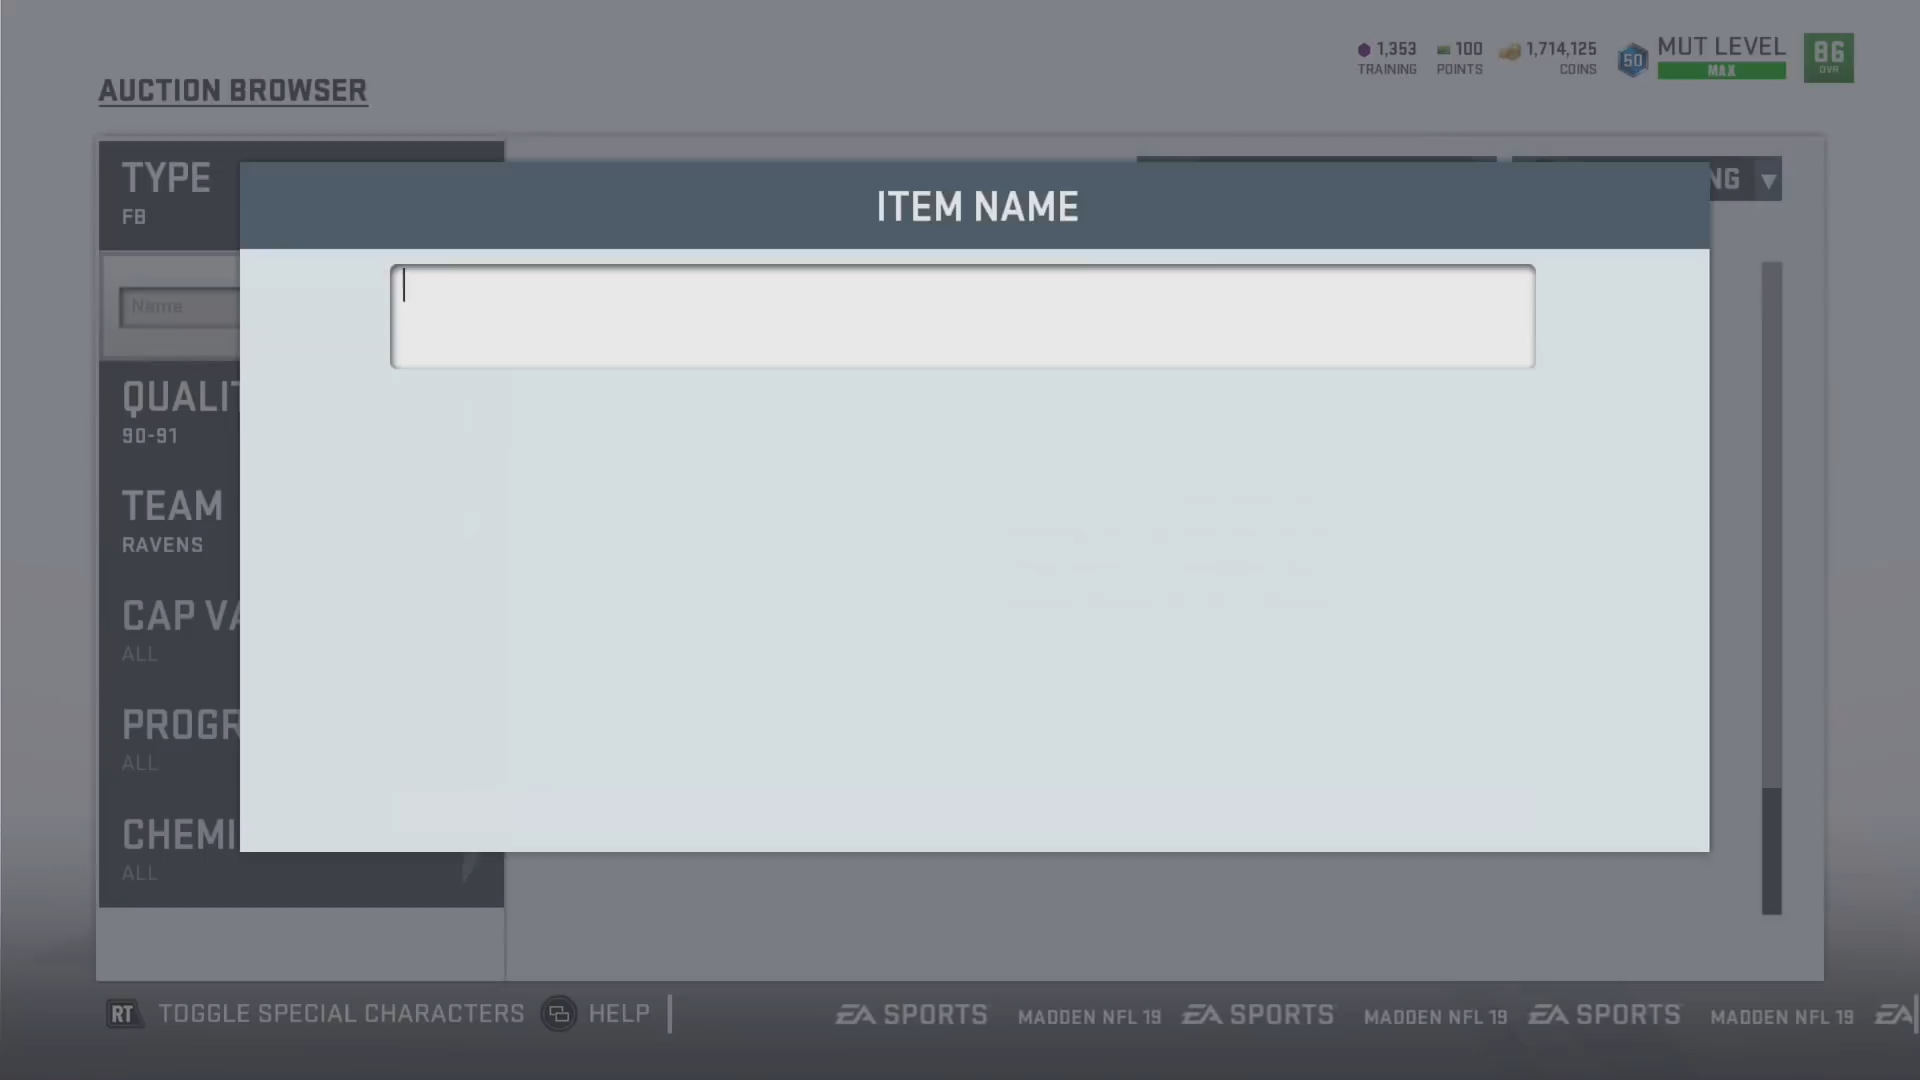 1,353
TRAINING
100
POINTS
1,714,125
COINS
50
MUT LEVEL
MAX
86
OVR
AUCTION BROWSER
TYPE
FB
NG
ITEM NAME
Name
QUALIT
90-91
TEAM
RAVENS
CAP VA
ALL
PROGR
ALL
CHEMI
ALL
RT TOGGLE SPECIAL CHARACTERS HELP
EA SPORTS MADDEN NFL 19 EA SPORTS MADDEN NFL 19 EA SPORTS MADDEN NFL 19 EA